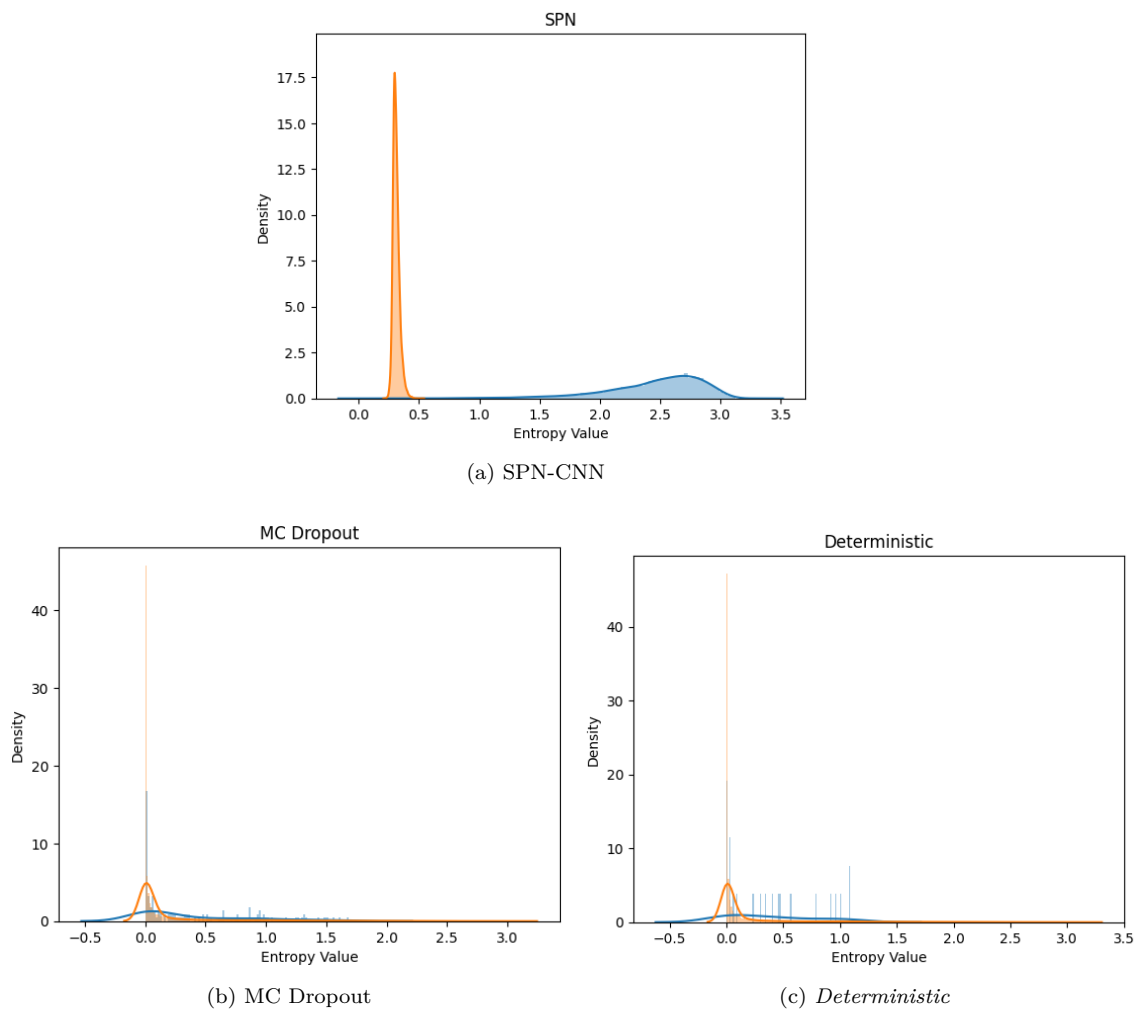 SPN
17.5
15.0
12.5
10.0
7.5
5.0
2.5
0.0
Density
0.0 0.5 1.0 1.5 2.0 2.5 3.0 3.5
Entropy Value
(a) SPN-CNN
MC Dropout
40
30
20
10
0
Density
−0.5 0.0 0.5 1.0 1.5 2.0 2.5 3.0
Entropy Value
(b) MC Dropout
Deterministic
40
30
20
10
0
Density
−0.5 0.0 0.5 1.0 1.5 2.0 2.5 3.0 3.5
Entropy Value
(c) Deterministic